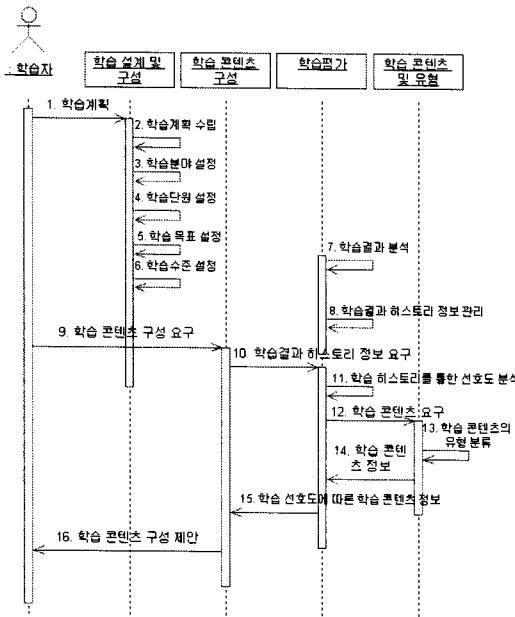 : 학습자
학습 설계 및
구성
학습 콘텐츠
구성
학습평가
학습 콘텐츠
및 유형
1. 학습계획
2. 학습계획 수립
3. 학습분야 설정
4. 학습단원 설정
5. 학습 목표 설정
6. 학습수준 설정
7. 학습결과 분석
8. 학습결과 히스토리 정보 관리
9. 학습 콘텐츠 구성 요구
10. 학습결과 히스토리 정보 요구
11. 학습 히스토리를 통한 선호도 분석
12. 학습 콘텐츠 요구
13. 학습 콘텐츠의
유형 분류
14. 학습 콘텐
츠 정보
15. 학습 선호도에 따른 학습 콘텐츠 정보
16. 학습 콘텐츠 구성 제안